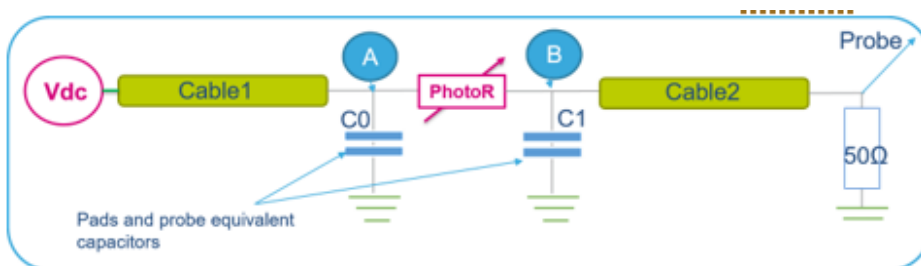 Probe
A
B
Vdc
Cable1
PhotoR
Cable2
C0
C1
50Ω
Pads and probe equivalent
capacitors